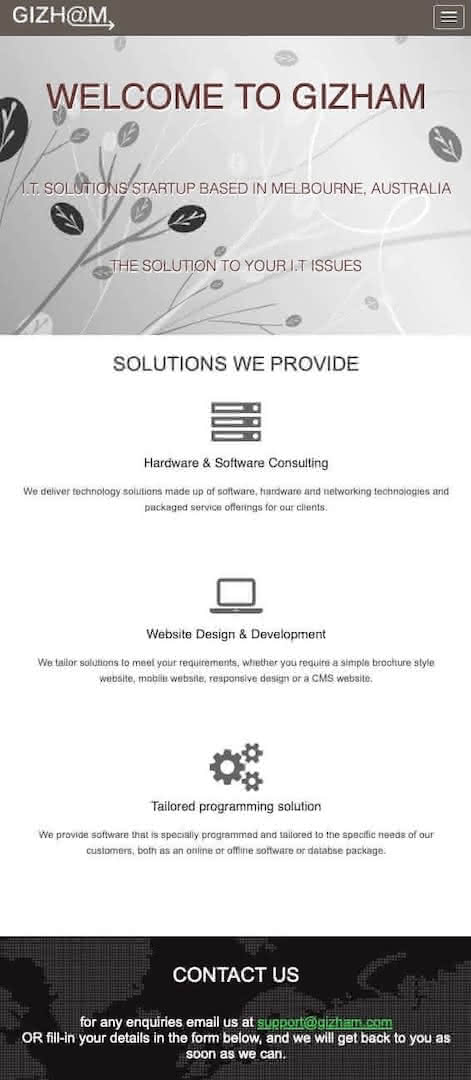 GIZH@M
WELCOME TO GIZHAM
I.T. SOLUTIONS STARTUP BASED IN MELBOURNE, AUSTRALIA
THE SOLUTION TO YOUR I.T ISSUES
SOLUTIONS WE PROVIDE
Hardware & Software Consulting
We deliver technology solutions made up of software, hardware and networking technologies and
packaged service offerings for our clients.
Website Design & Development
We tailor solutions to meet your requirements, whether you require a simple brochure style
website, mobile website, responsive design or a CMS website.
Tailored programming solution
We provide software that is specially programmed and tailored to the specific needs of our
customers, both as an online or offline software or databse package.
CONTACT US
for any enquiries email us at support@gizham.com
OR fill-in your details in the form below, and we will get back to you as
soon as we can.